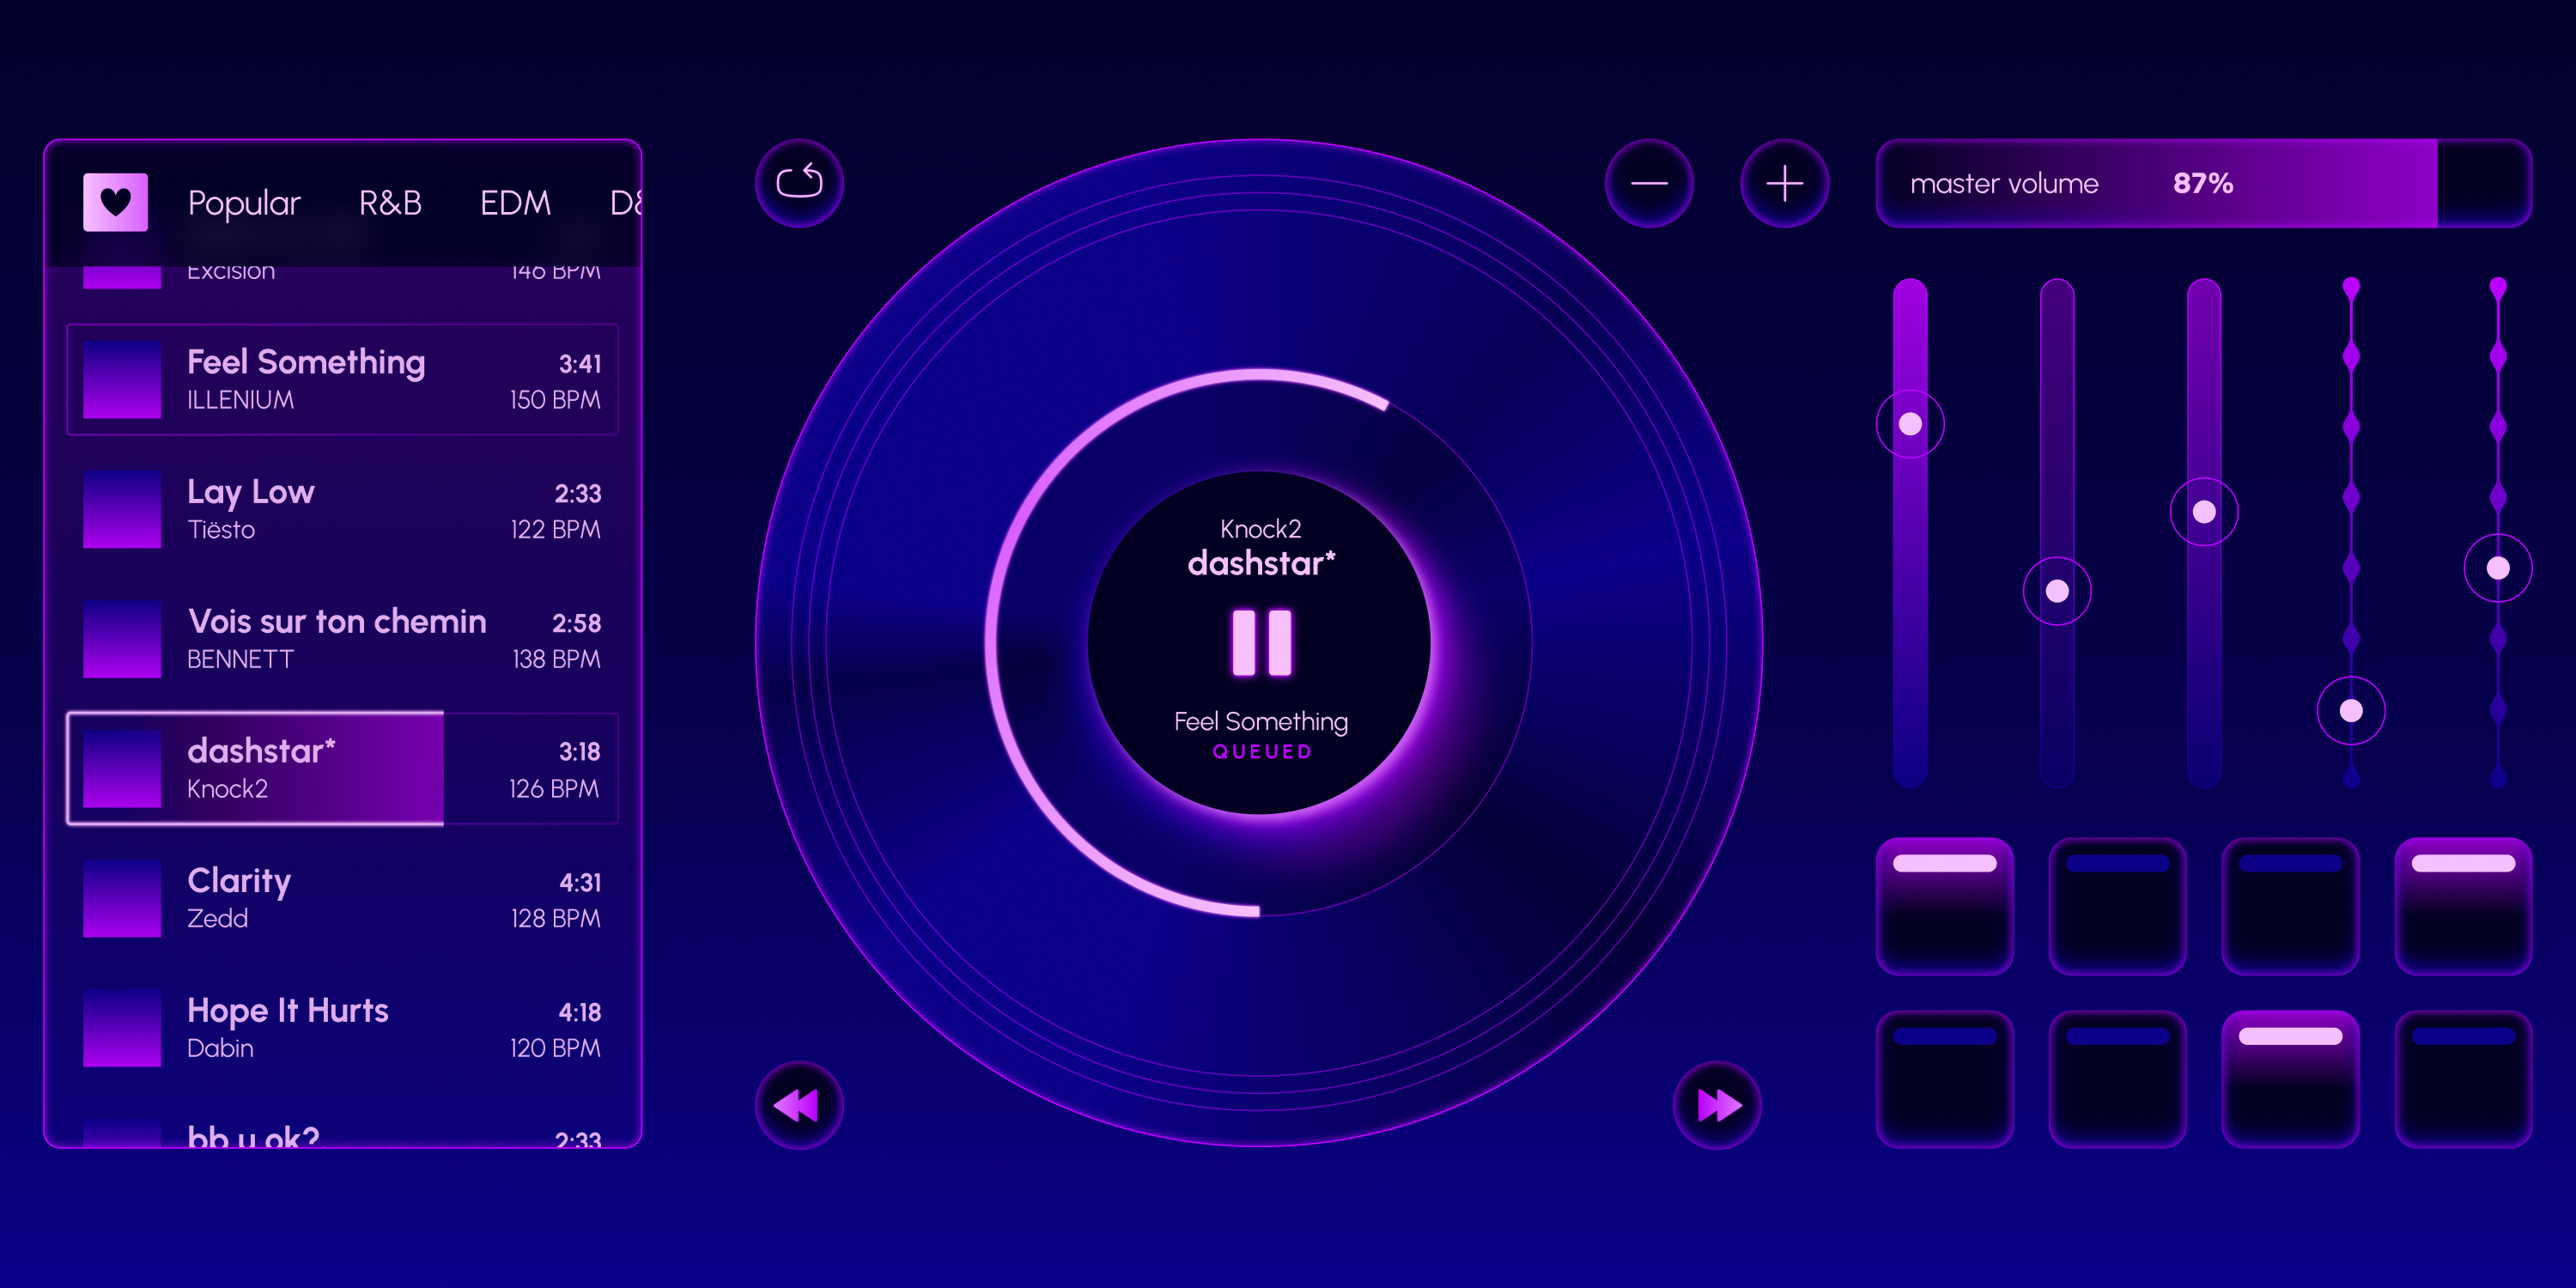 Popular R&B EDM D&
Excision 146 BPM
Feel Something 3:41
ILLENIUM 150 BPM
Lay Low 2:33
Tiësto 122 BPM
Vois sur ton chemin 2:58
BENNETT 138 BPM
dashstar* 3:18
Knock2 126 BPM
Clarity 4:31
Zedd 128 BPM
Hope It Hurts 4:18
Dabin 120 BPM
bb u ok? 2:33
Knock2
dashstar*
Feel Something
QUEUED
master volume 87%